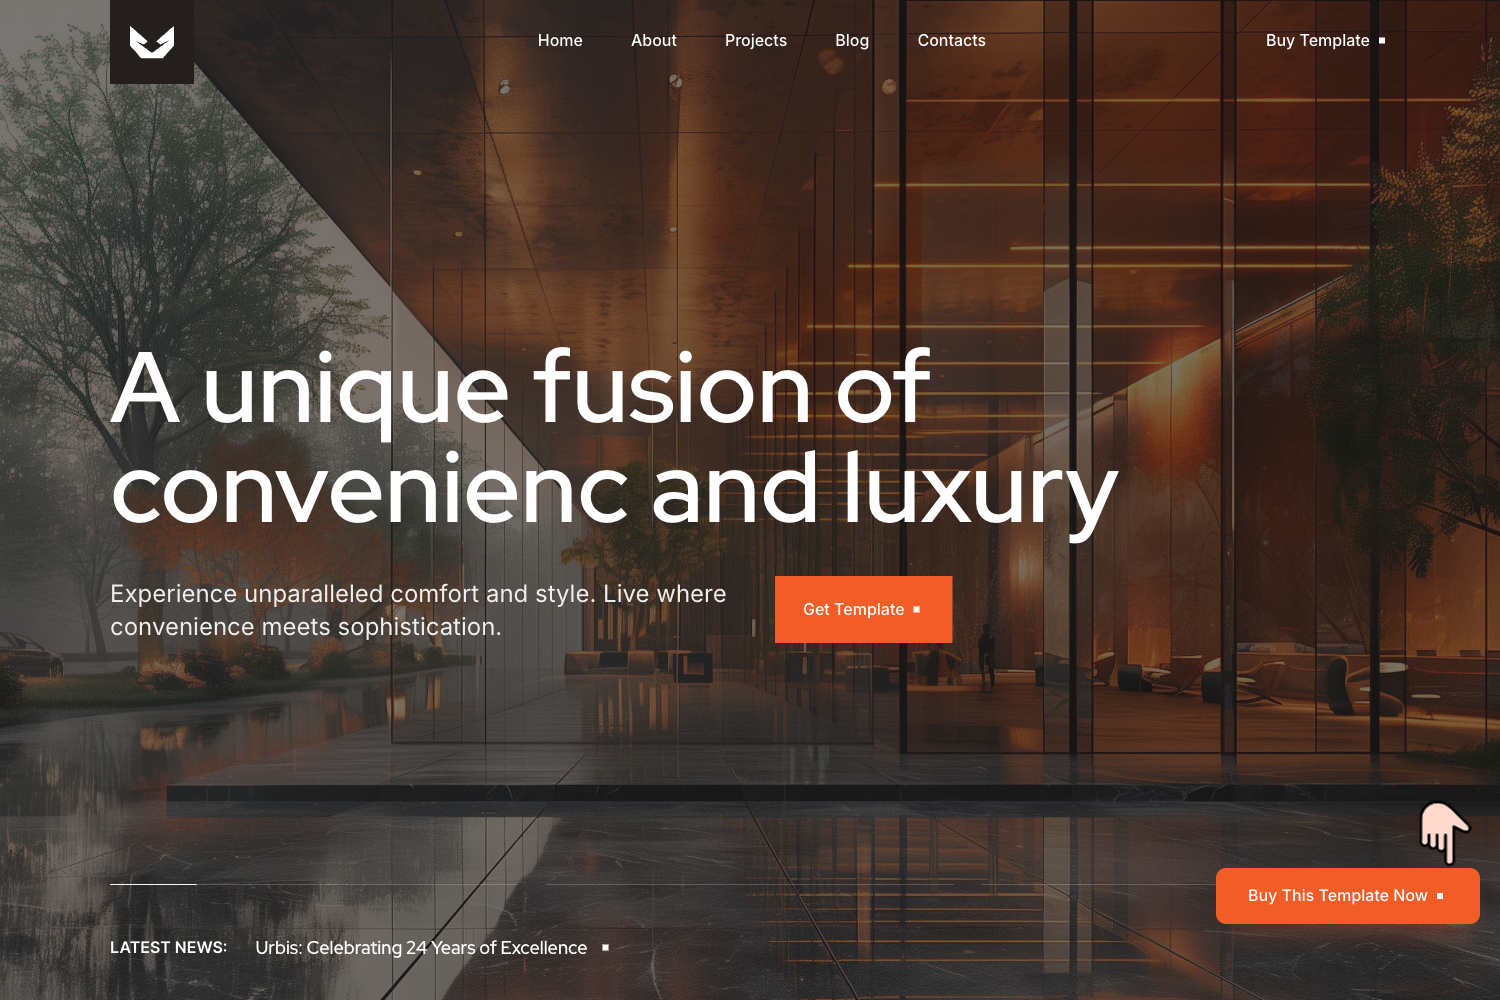 Home
About
Projects
Blog
Contacts
Buy Template
A unique fusion of
convenienc and luxury
Experience unparalleled comfort and style. Live where
convenience meets sophistication.
Get Template
Buy This Template Now
LATEST NEWS:
Urbis: Celebrating 24 Years of Excellence